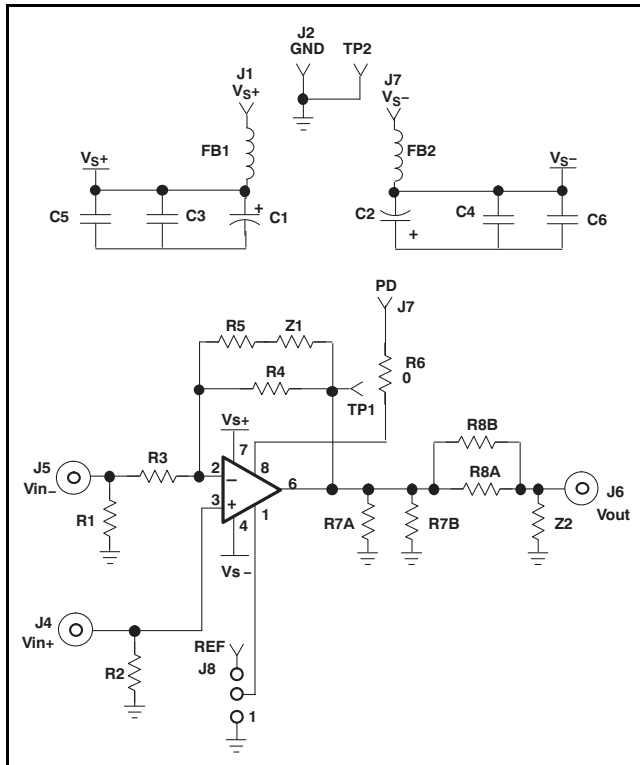 J2
GND
TP2
J1
VS+
J7
VS−
FB1
FB2
VS+
VS−
C5
C3
+
C1
C2
+
C4
C6
PD
J7
R5
Z1
R6
0
R4
TP1
Vs+
R8B
7
J5
Vin−
R3
2
−
8
6
R8A
J6
Vout
3
+
1
R1
4
R7A
R7B
Z2
Vs−
J4
Vin+
R2
REF
J8
1